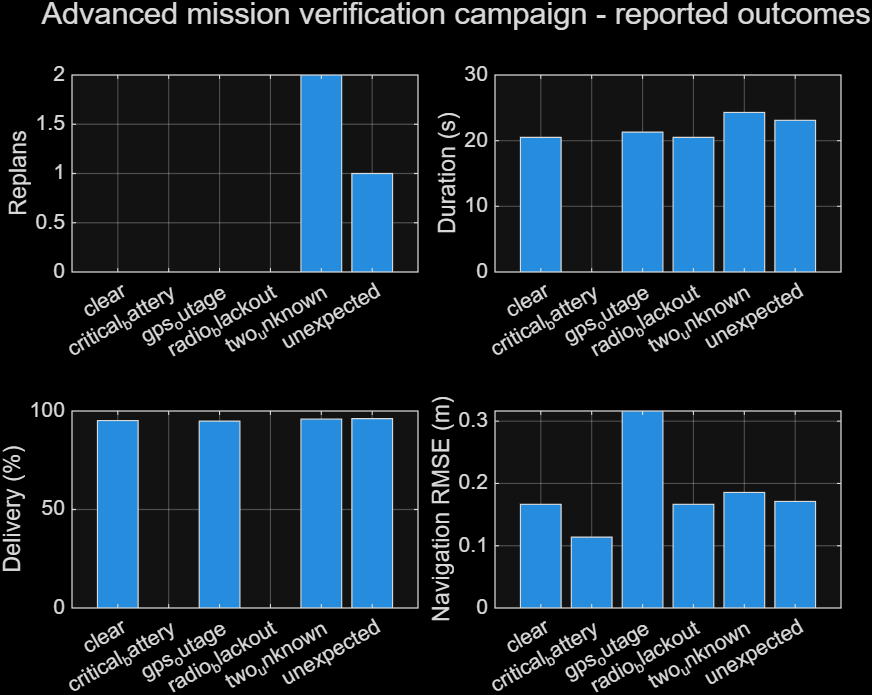 Advanced mission verification campaign - reported outcomes
Replans
2
1.5
1
0.5
0
clear
critical_battery
gps_outage
radio_blackout
two_unknown
unexpected
Duration (s)
30
20
10
0
clear
critical_battery
gps_outage
radio_blackout
two_unknown
unexpected
Delivery (%)
100
50
0
clear
critical_battery
gps_outage
radio_blackout
two_unknown
unexpected
Navigation RMSE (m)
0.3
0.2
0.1
0
clear
critical_battery
gps_outage
radio_blackout
two_unknown
unexpected